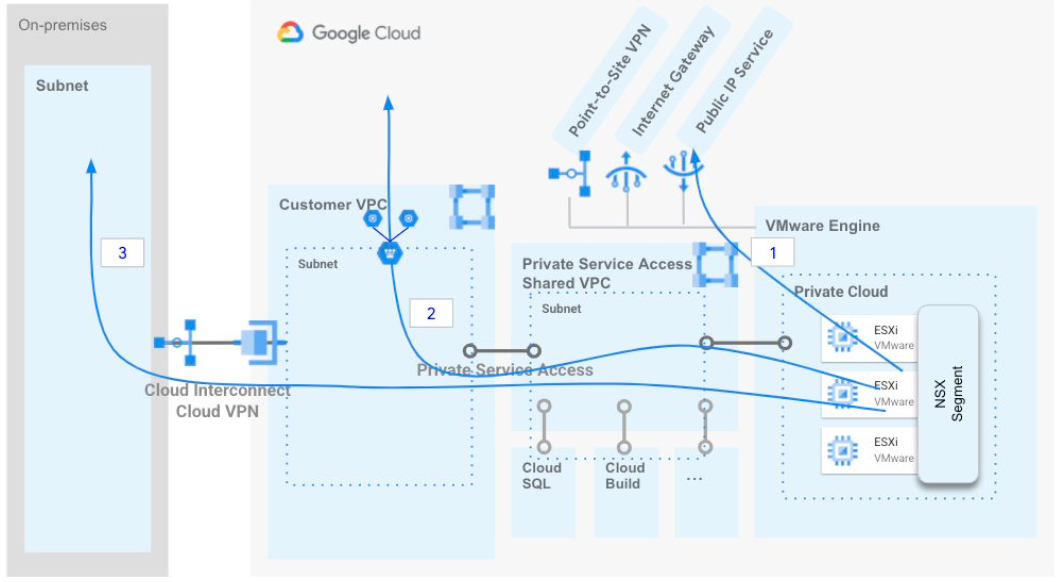 On-premises
Subnet
3
Google Cloud
Point-to-Site VPN
Internet Gateway
Public IP Service
Customer VPC
Subnet
2
Cloud Interconnect
Cloud VPN
Private Service Access
Private Service Access
Shared VPC
Subnet
Cloud
SQL
Cloud
Build
...
1
VMware Engine
Private Cloud
ESXi
VMware
ESXi
VMware
ESXi
VMware
NSX
Segment